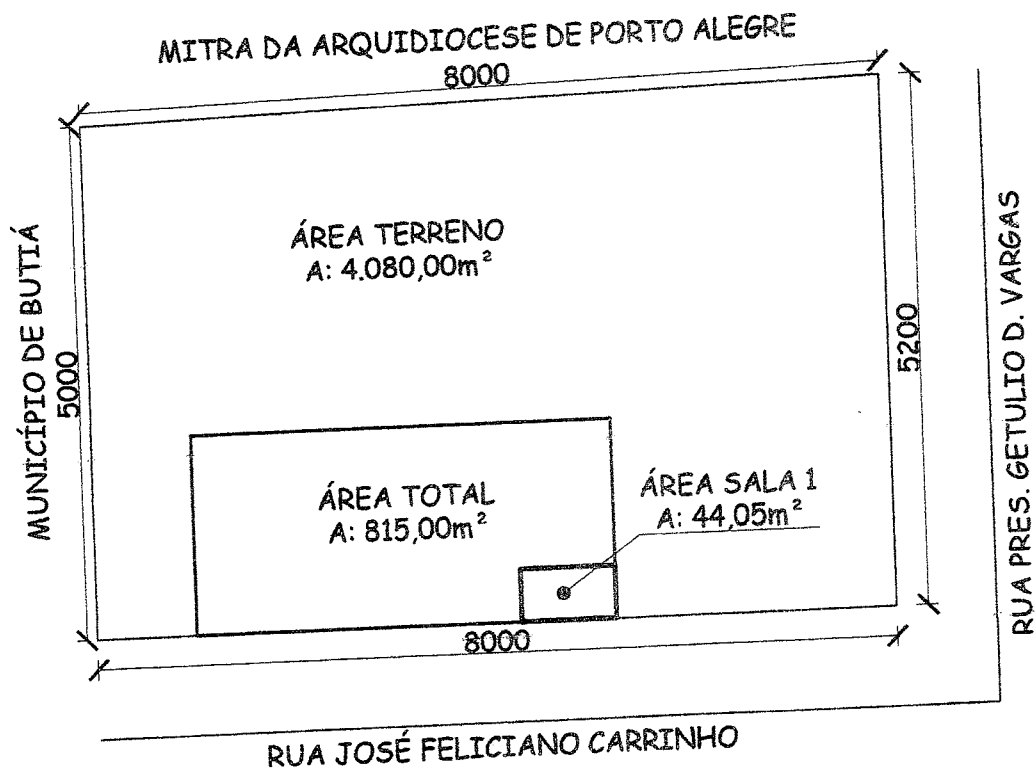 MITRA DA ARQUIDIOCESE DE PORTO ALEGRE
8000
MUNICÍPIO DE BUTIÁ
5000
ÁREA TERRENO
A: 4.080,00m²
5200
RUA PRES. GETULIO D. VARGAS
ÁREA TOTAL
A: 815,00m²
ÁREA SALA 1
A: 44,05m²
8000
RUA JOSÉ FELICIANO CARRINHO